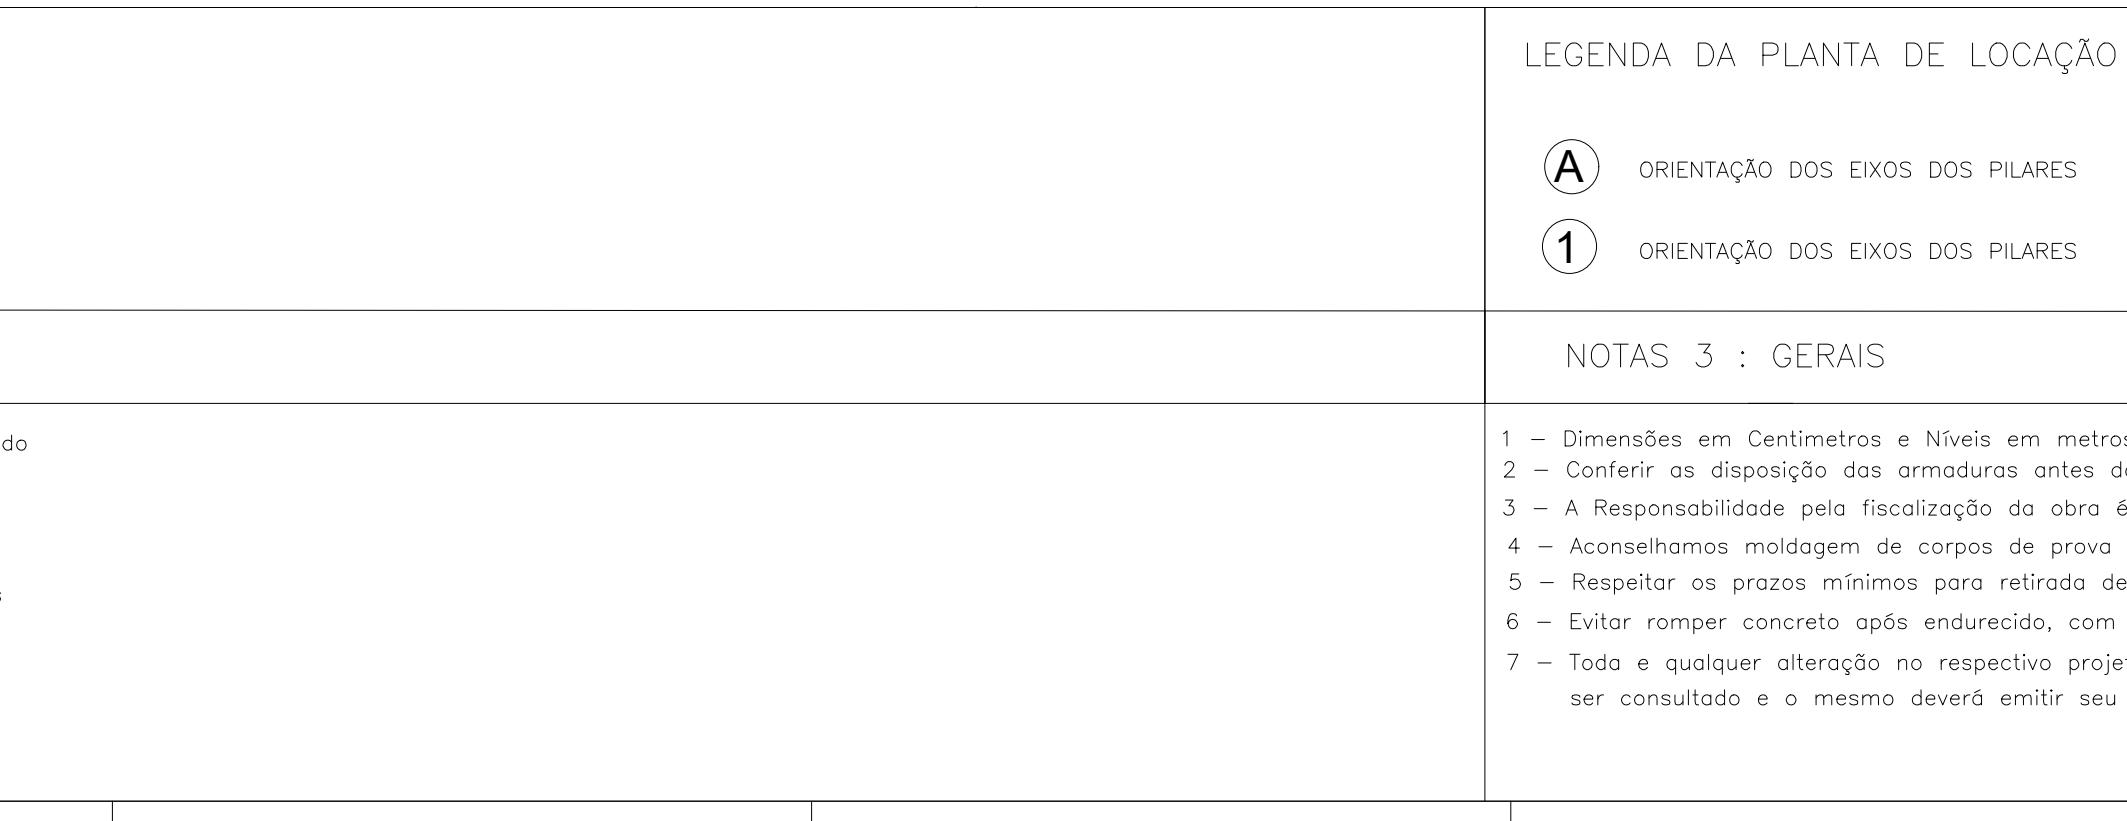 LEGENDA DA PLANTA DE LOCAÇÃO
A ORIENTAÇÃO DOS EIXOS DOS PILARES
1 ORIENTAÇÃO DOS EIXOS DOS PILARES
NOTAS 3 : GERAIS
do
1 – Dimensões em Centimetros e Níveis em metros
2 – Conferir as disposição das armaduras antes
3 – A Responsabilidade pela fiscalização da obra é
4 – Aconselhamos moldagem de corpos de prova
5 – Respeitar os prazos mínimos para retirada de
6 – Evitar romper concreto após endurecido, com
7 – Toda e qualquer alteração no respectivo
ser consultado e o mesmo deverá emitir seu